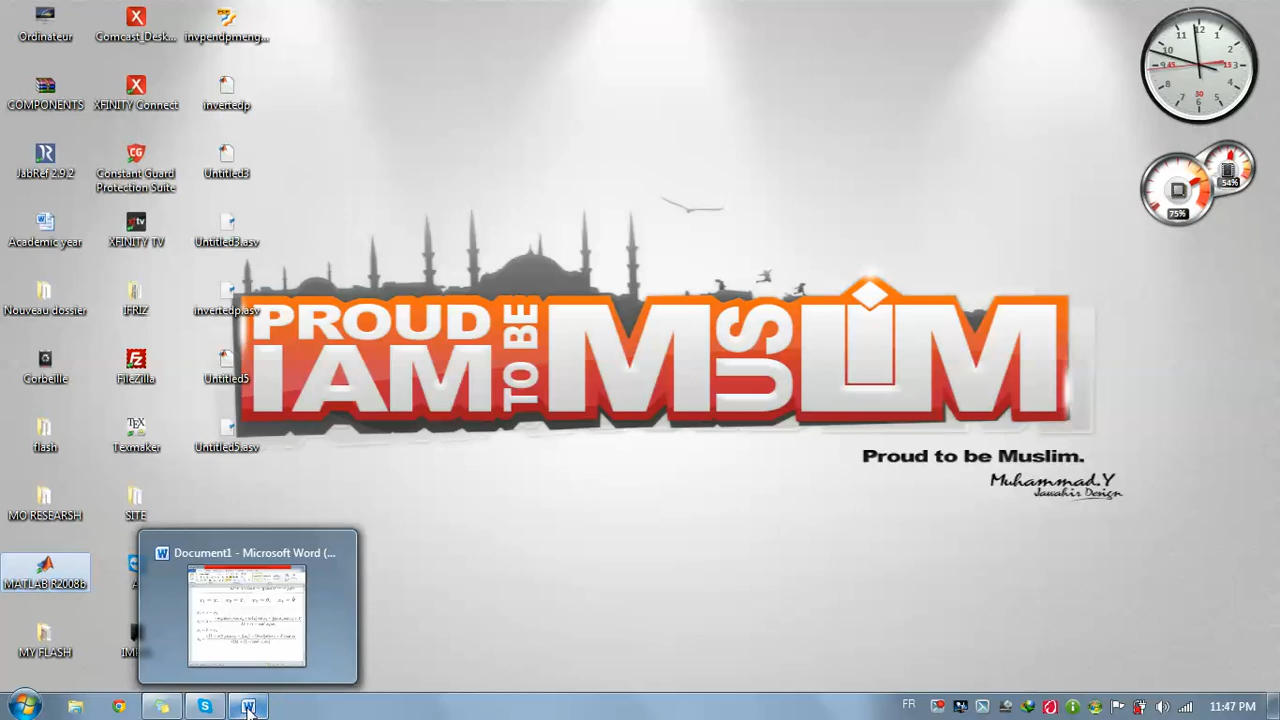 Ordinateur
Comcast_Desk...
invpendpmeng...
COMPONENTS
XFINITY Connect
invertedp
JabRef 2.9.2
Constant Guard
Protection Suite
Untitled3
Academic year
XFINITY TV
Untitled3.asv
Nouveau dossier
IFRIZ
invertedp.asv
Corbeille
FileZilla
Untitled5
flash
Texmaker
Untitled5.asv
MO RESEARSH
SITE
MATLAB R2008b
MY FLASH
PROUD
I AM
TO BE
MUSLIM
Proud to be Muslim.
Muhammad.Y
Jawahir Design
75%
54%
Document1 - Microsoft Word (...
FR
11:47 PM